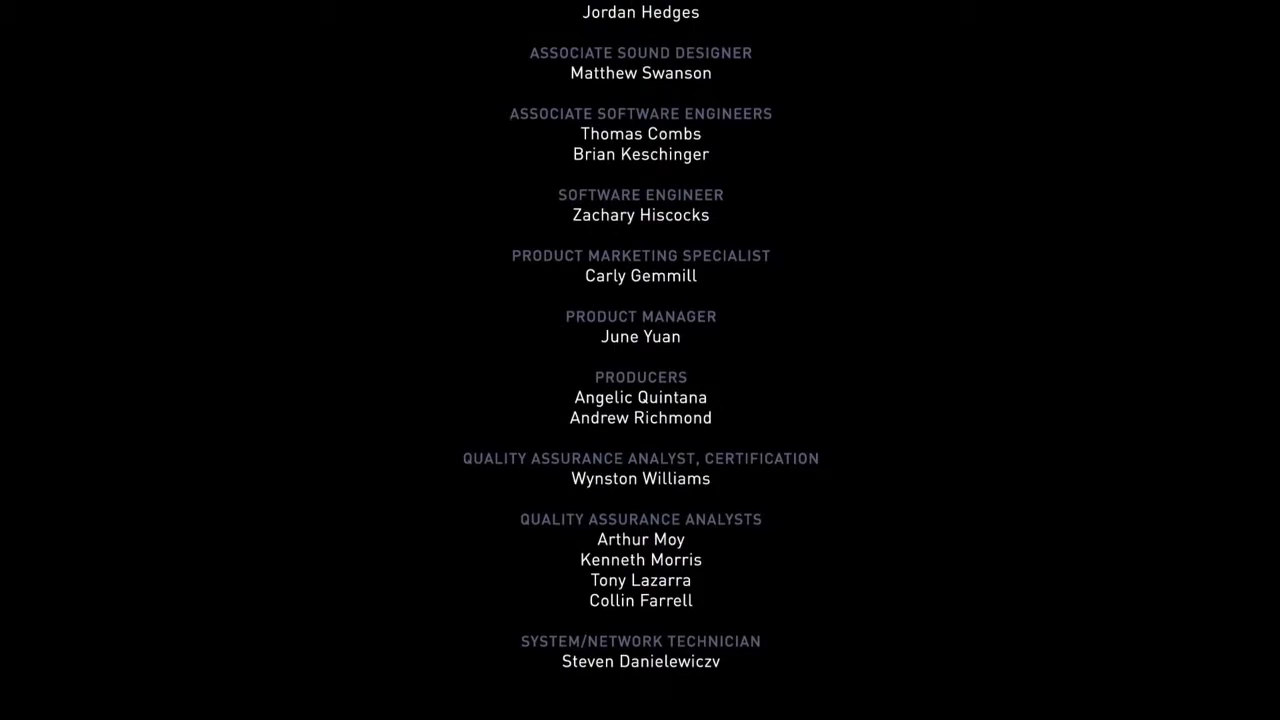 Jordan Hedges
ASSOCIATE SOUND DESIGNER
Matthew Swanson
ASSOCIATE SOFTWARE ENGINEERS
Thomas Combs
Brian Keschinger
SOFTWARE ENGINEER
Zachary Hiscocks
PRODUCT MARKETING SPECIALIST
Carly Gemmill
PRODUCT MANAGER
June Yuan
PRODUCERS
Angelic Quintana
Andrew Richmond
QUALITY ASSURANCE ANALYST, CERTIFICATION
Wynston Williams
QUALITY ASSURANCE ANALYSTS
Arthur Moy
Kenneth Morris
Tony Lazarra
Collin Farrell
SYSTEM/NETWORK TECHNICIAN
Steven Danielewiczv